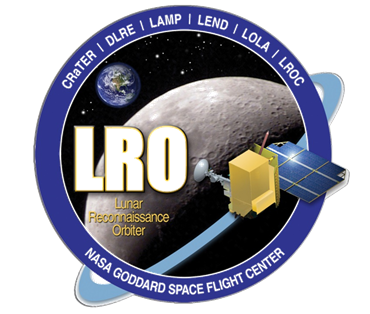 CRaTER | DLRE | LAMP | LEND | LOLA | LROC
LRO
Lunar
Reconnaissance
Orbiter
NASA GODDARD SPACE FLIGHT CENTER